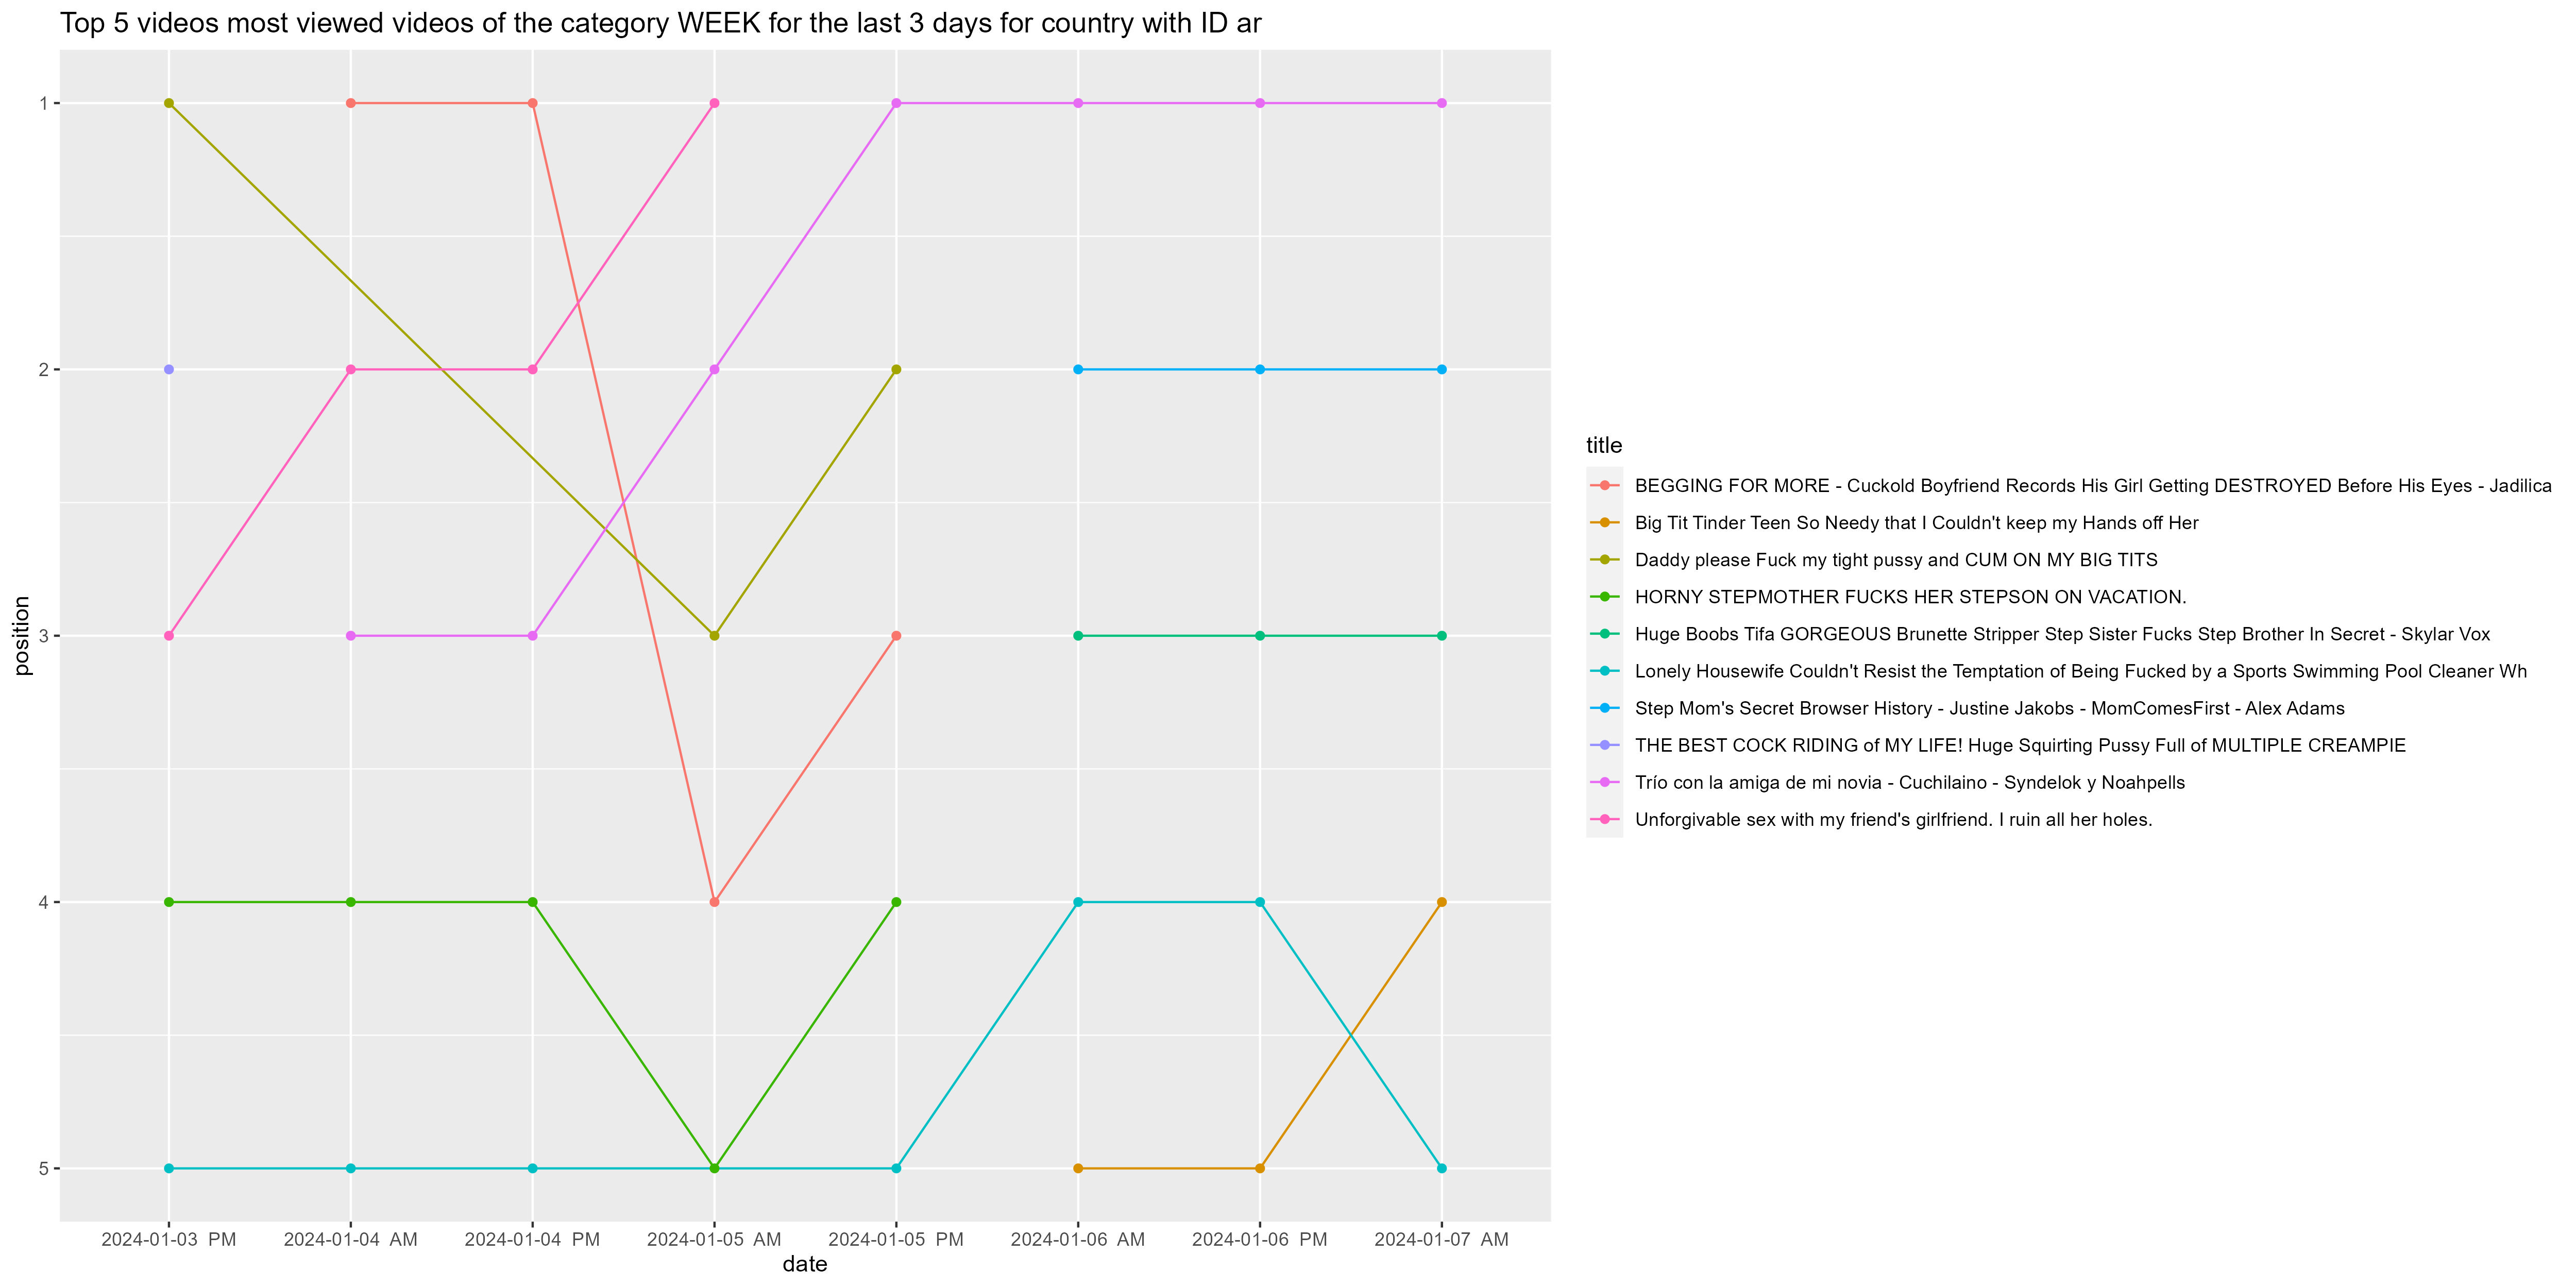 Top 5 videos most viewed videos of the category WEEK for the last 3 days for country with ID ar
position
1
2
3
4
5
2024-01-03 PM
2024-01-04 AM
2024-01-04 PM
2024-01-05 AM
2024-01-05 PM
2024-01-06 AM
2024-01-06 PM
2024-01-07 AM
date
title
BEGGING FOR MORE - Cuckold Boyfriend Records His Girl Getting DESTROYED Before His Eyes - Jadilica
Big Tit Tinder Teen So Needy that I Couldn't keep my Hands off Her
Daddy please Fuck my tight pussy and CUM ON MY BIG TITS
HORNY STEPMOTHER FUCKS HER STEPSON ON VACATION.
Huge Boobs Tifa GORGEOUS Brunette Stripper Step Sister Fucks Step Brother In Secret - Skylar Vox
Lonely Housewife Couldn't Resist the Temptation of Being Fucked by a Sports Swimming Pool Cleaner Wh
Step Mom's Secret Browser History - Justine Jakobs - MomComesFirst - Alex Adams
THE BEST COCK RIDING of MY LIFE! Huge Squirting Pussy Full of MULTIPLE CREAMPIE
Trío con la amiga de mi novia - Cuchilaino - Syndelok y Noahpells
Unforgivable sex with my friend's girlfriend. I ruin all her holes.